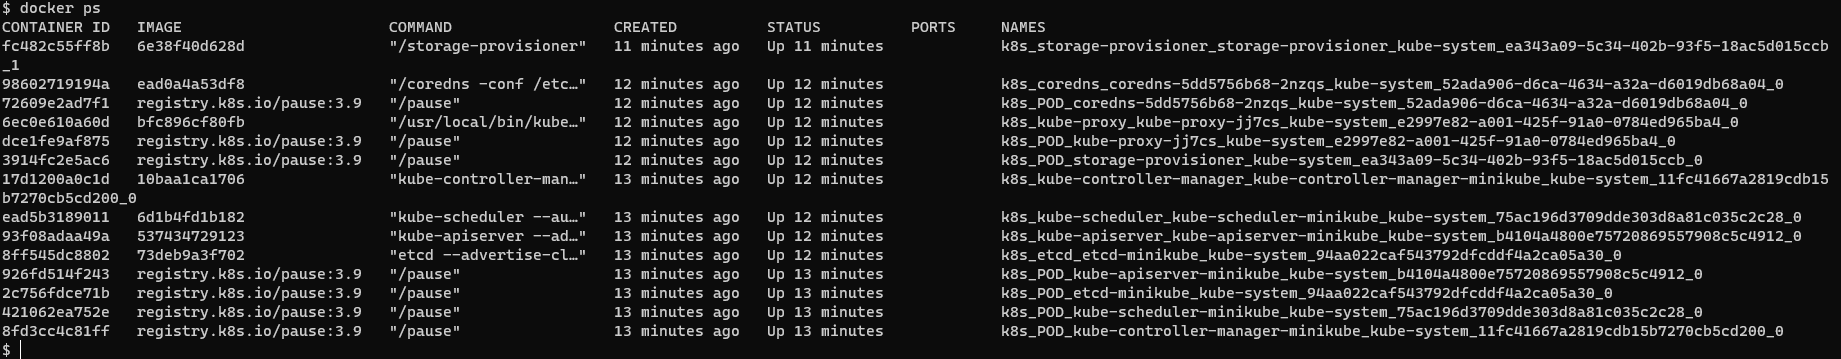 $ docker ps
CONTAINER ID   IMAGE                       COMMAND                  CREATED          STATUS          PORTS     NAMES
fc482c55ff8b   6e38f40d628d                "/storage-provisioner"   11 minutes ago   Up 11 minutes             k8s_storage-provisioner_storage-provisioner_kube-system_ea343a09-5c34-402b-93f5-18ac5d015ccb
_1
98602719194a   ead0a4a53df8                "/coredns -conf /etc…"   12 minutes ago   Up 12 minutes             k8s_coredns_coredns-5dd5756b68-2nzqs_kube-system_52ada906-d6ca-4634-a32a-d6019db68a04_0
72609e2ad7f1   registry.k8s.io/pause:3.9   "/pause"                 12 minutes ago   Up 12 minutes             k8s_POD_coredns-5dd5756b68-2nzqs_kube-system_52ada906-d6ca-4634-a32a-d6019db68a04_0
6ec0e610a60d   bfc896cf80fb                "/usr/local/bin/kube…"   12 minutes ago   Up 12 minutes             k8s_kube-proxy_kube-proxy-jj7cs_kube-system_e2997e82-a001-425f-91a0-0784ed965ba4_0
dce1fe9af875   registry.k8s.io/pause:3.9   "/pause"                 12 minutes ago   Up 12 minutes             k8s_POD_kube-proxy-jj7cs_kube-system_e2997e82-a001-425f-91a0-0784ed965ba4_0
3914fc2e5ac6   registry.k8s.io/pause:3.9   "/pause"                 12 minutes ago   Up 12 minutes             k8s_POD_storage-provisioner_kube-system_ea343a09-5c34-402b-93f5-18ac5d015ccb_0
17d1200a0c1d   10baa1ca1706                "kube-controller-man…"   13 minutes ago   Up 12 minutes             k8s_kube-controller-manager_kube-controller-manager-minikube_kube-system_11fc41667a2819cdb15
b7270cb5cd200_0
ead5b3189011   6d1b4fd1b182                "kube-scheduler --au…"   13 minutes ago   Up 12 minutes             k8s_kube-scheduler_kube-scheduler-minikube_kube-system_75ac196d3709dde303d8a81c035c2c28_0
93f08adaa49a   537434729123                "kube-apiserver --ad…"   13 minutes ago   Up 12 minutes             k8s_kube-apiserver_kube-apiserver-minikube_kube-system_b4104a4800e75720869557908c5c4912_0
8ff545dc8802   73deb9a3f702                "etcd --advertise-cl…"   13 minutes ago   Up 12 minutes             k8s_etcd_etcd-minikube_kube-system_94aa022caf543792dfcddf4a2ca05a30_0
926fd514f243   registry.k8s.io/pause:3.9   "/pause"                 13 minutes ago   Up 13 minutes             k8s_POD_kube-apiserver-minikube_kube-system_b4104a4800e75720869557908c5c4912_0
2c756fdce71b   registry.k8s.io/pause:3.9   "/pause"                 13 minutes ago   Up 13 minutes             k8s_POD_etcd-minikube_kube-system_94aa022caf543792dfcddf4a2ca05a30_0
421062ea752e   registry.k8s.io/pause:3.9   "/pause"                 13 minutes ago   Up 13 minutes             k8s_POD_kube-scheduler-minikube_kube-system_75ac196d3709dde303d8a81c035c2c28_0
8fd3cc4c81ff   registry.k8s.io/pause:3.9   "/pause"                 13 minutes ago   Up 13 minutes             k8s_POD_kube-controller-manager-minikube_kube-system_11fc41667a2819cdb15b7270cb5cd200_0
$